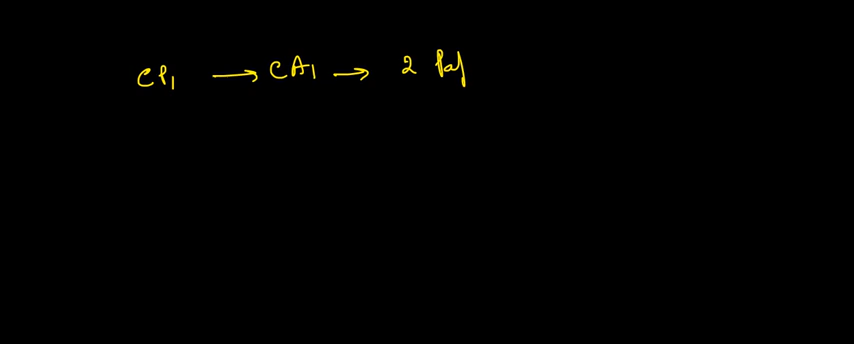 CP1 → CA1 → 2